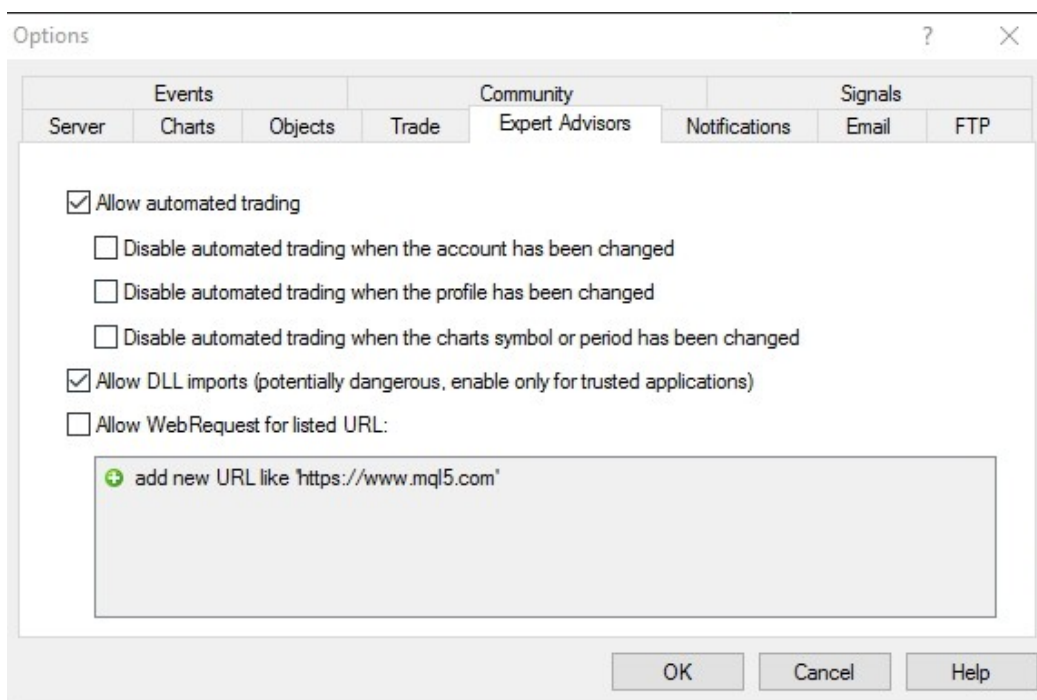 Options
?
Events
Community
Signals
Server
Charts
Objects
Trade
Expert Advisors
Notifications
Email
FTP
Allow automated trading
Disable automated trading when the account has been changed
Disable automated trading when the profile has been changed
Disable automated trading when the charts symbol or period has been changed
Allow DLL imports (potentially dangerous, enable only for trusted applications)
Allow WebRequest for listed URL:
add new URL like 'https://www.mql5.com'
OK
Cancel
Help